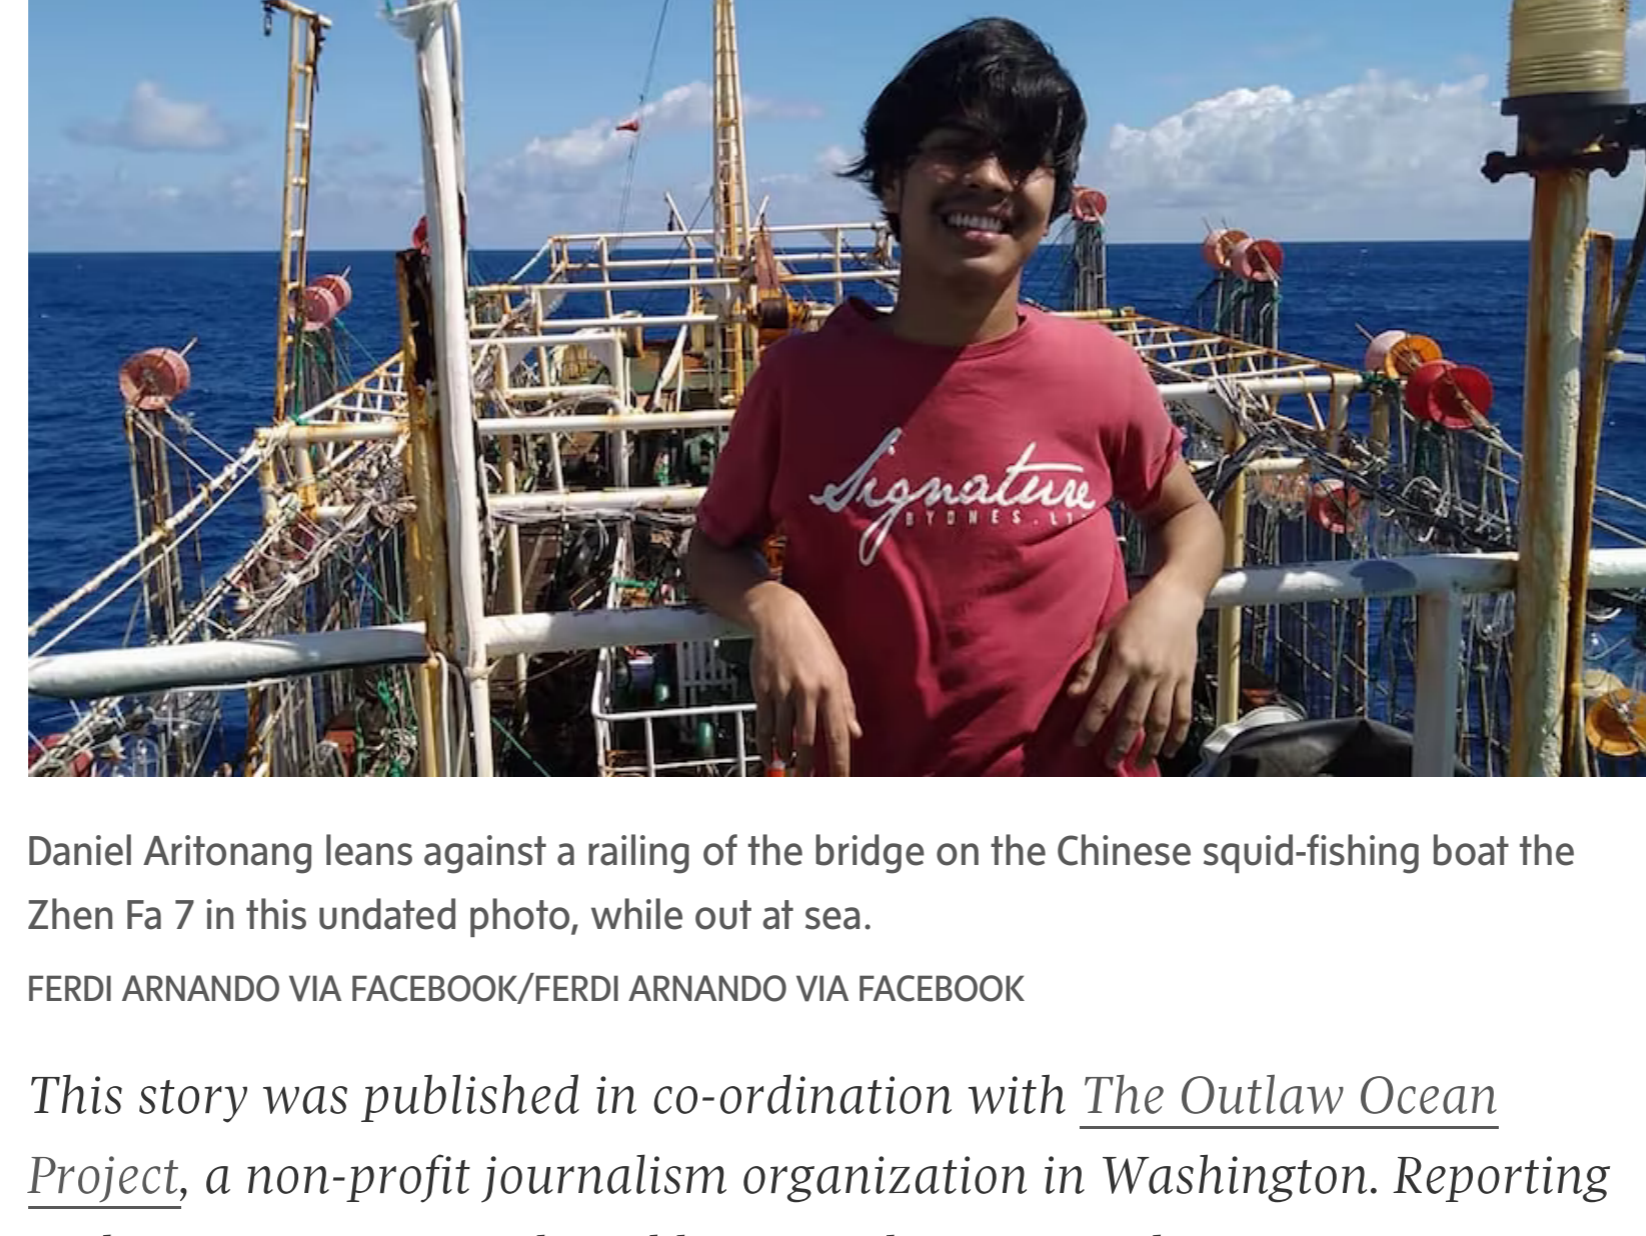 Signature
Daniel Aritonang leans against a railing of the bridge on the Chinese squid-fishing boat the
Zhen Fa 7 in this undated photo, while out at sea.
FERDI ARNANDO VIA FACEBOOK/FERDI ARNANDO VIA FACEBOOK
This story was published in co-ordination with The Outlaw Ocean
Project, a non-profit journalism organization in Washington. Reporting